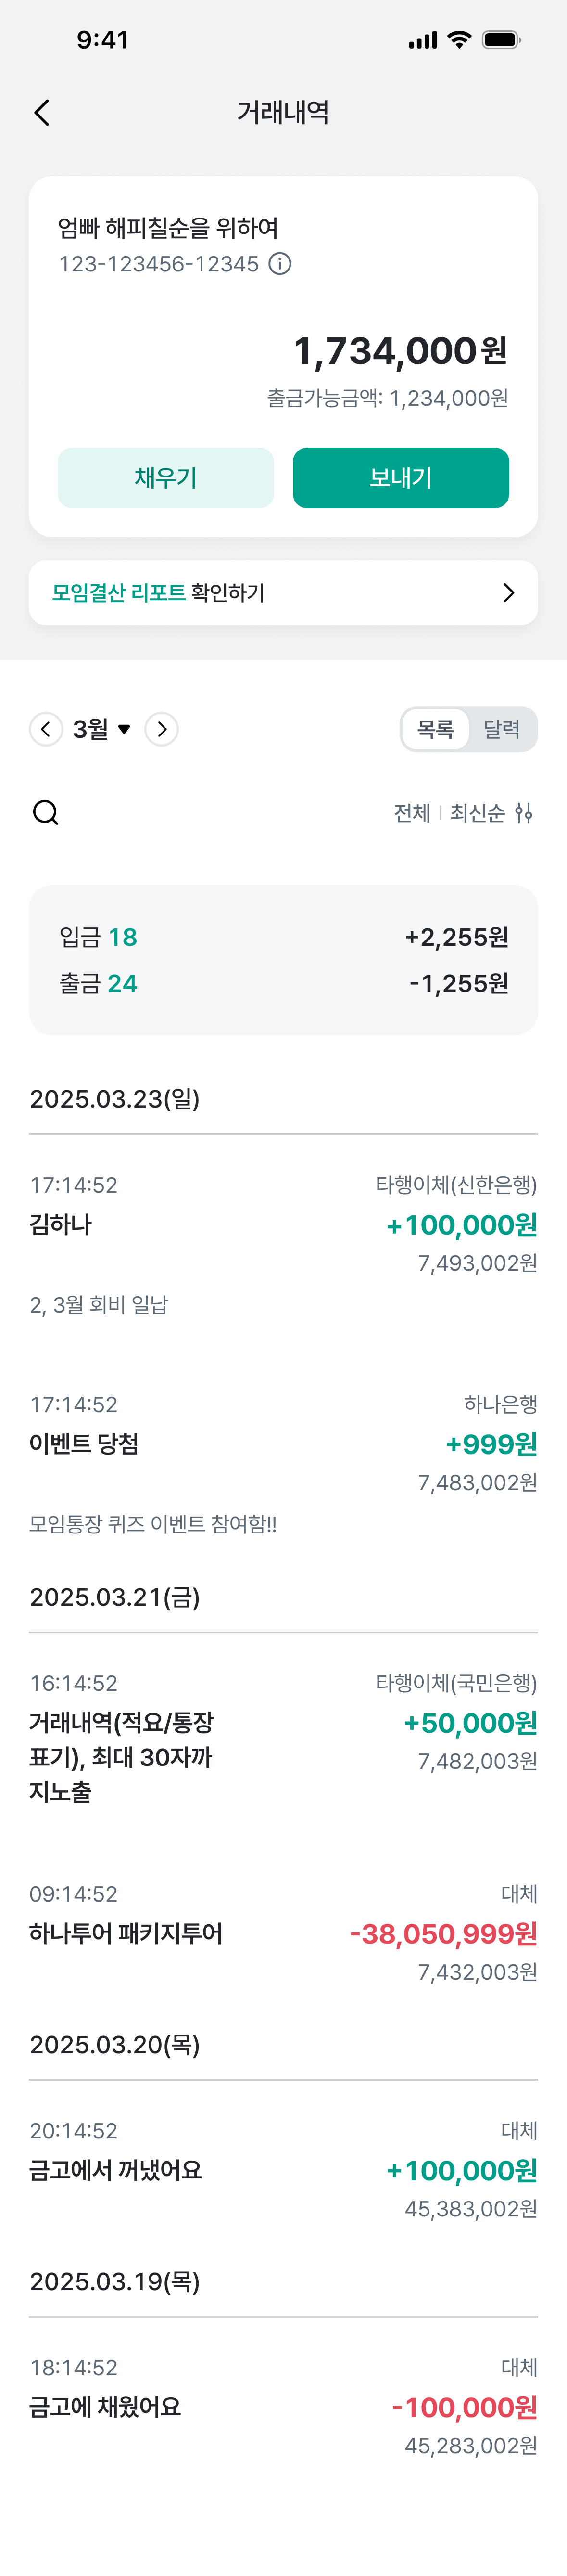 9:41
거래내역
엄빠 해피칠순을 위하여
123-123456-12345
1,734,000원
출금가능금액: 1,234,000원
채우기 보내기
모임결산 리포트 확인하기
3월 목록 달력
전체 최신순
입금 18 +2,255원
출금 24 -1,255원
2025.03.23(일)
17:14:52 타행이체(신한은행)
김하나 +100,000원
7,493,002원
2, 3월 회비 일납
17:14:52 하나은행
이벤트 당첨 +999원
7,483,002원
모임통장 퀴즈 이벤트 참여함!!
2025.03.21(금)
16:14:52 타행이체(국민은행)
거래내역(적요/통장 +50,000원
표기), 최대 30자까 7,482,003원
지노출
09:14:52 대체
하나투어 패키지투어 -38,050,999원
7,432,003원
2025.03.20(목)
20:14:52 대체
금고에서 꺼냈어요 +100,000원
45,383,002원
2025.03.19(목)
18:14:52 대체
금고에 채웠어요 -100,000원
45,283,002원